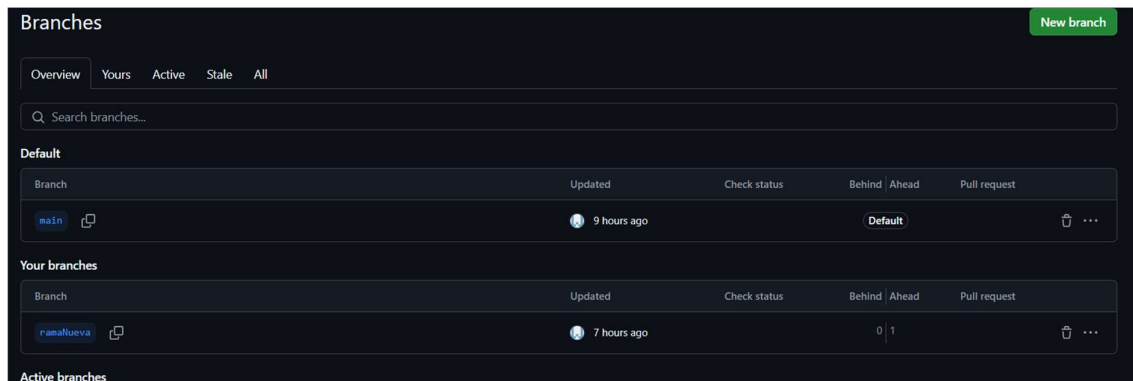 Branches
New branch
Overview Yours Active Stale All
Search branches...
Default
Branch Updated Check status Behind Ahead Pull request
main 9 hours ago Default
Your branches
Branch Updated Check status Behind Ahead Pull request
ramaNueva 7 hours ago 0 1
Active branches